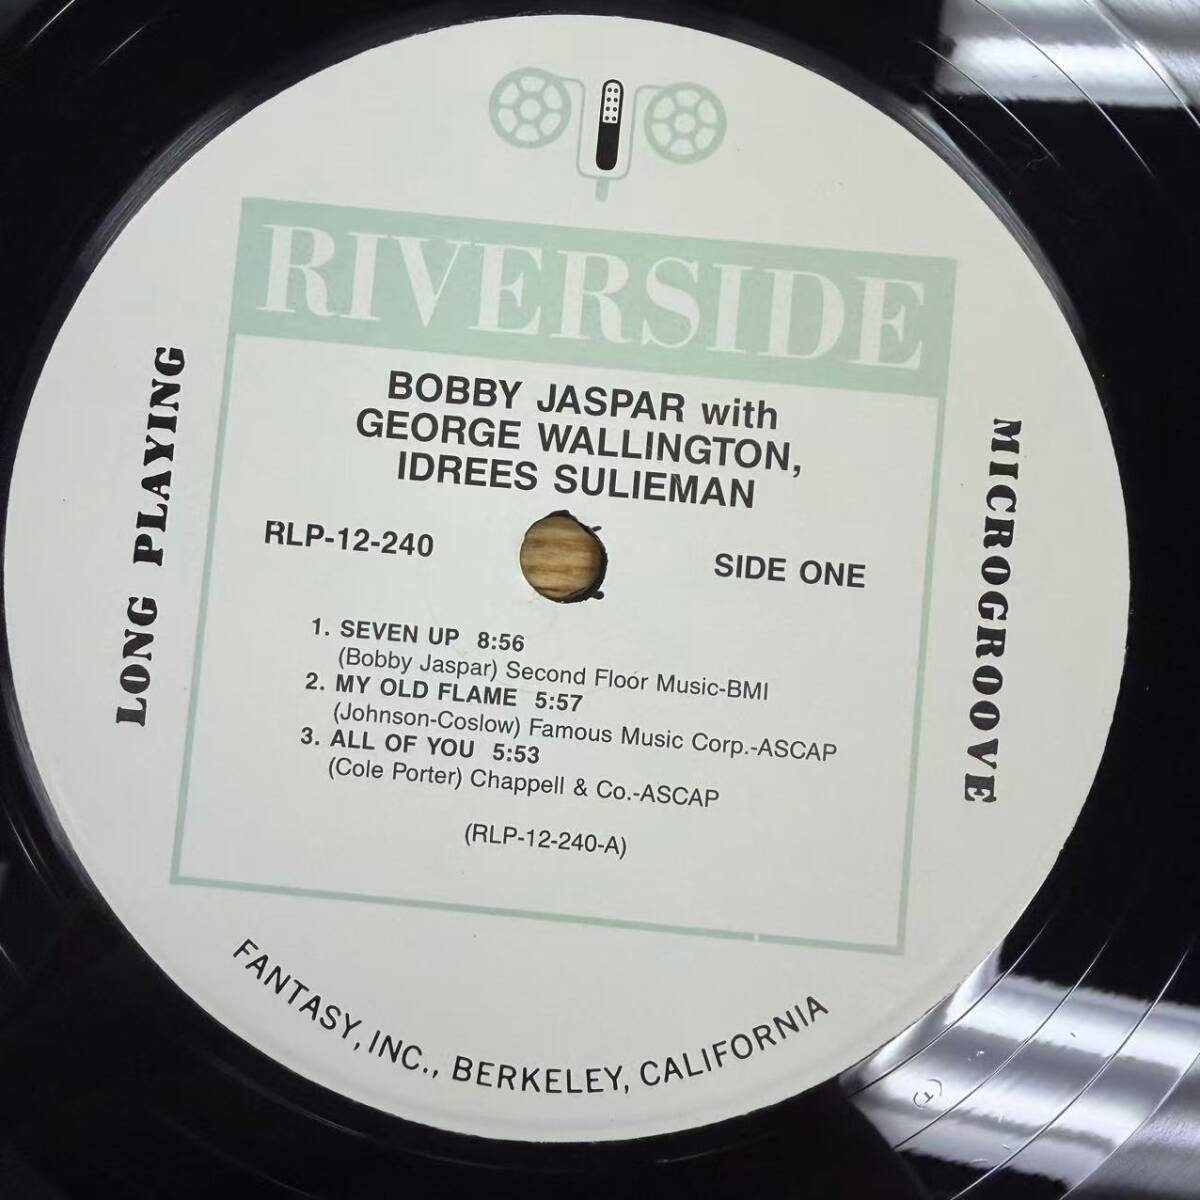 RIVERSIDE
BOBBY JASPAR with
GEORGE WALLINGTON,
IDREES SULIEMAN
RLP-12-240
SIDE ONE
LONG PLAYING
MICROGROOVE
1. SEVEN UP 8:56
(Bobby Jaspar) Second Floor Music-BMI
2. MY OLD FLAME 5:57
(Johnson-Coslow) Famous Music Corp.-ASCAP
3. ALL OF YOU 5:53
(Cole Porter) Chappell & Co.-ASCAP
(RLP-12-240-A)
FANTASY, INC., BERKELEY, CALIFORNIA